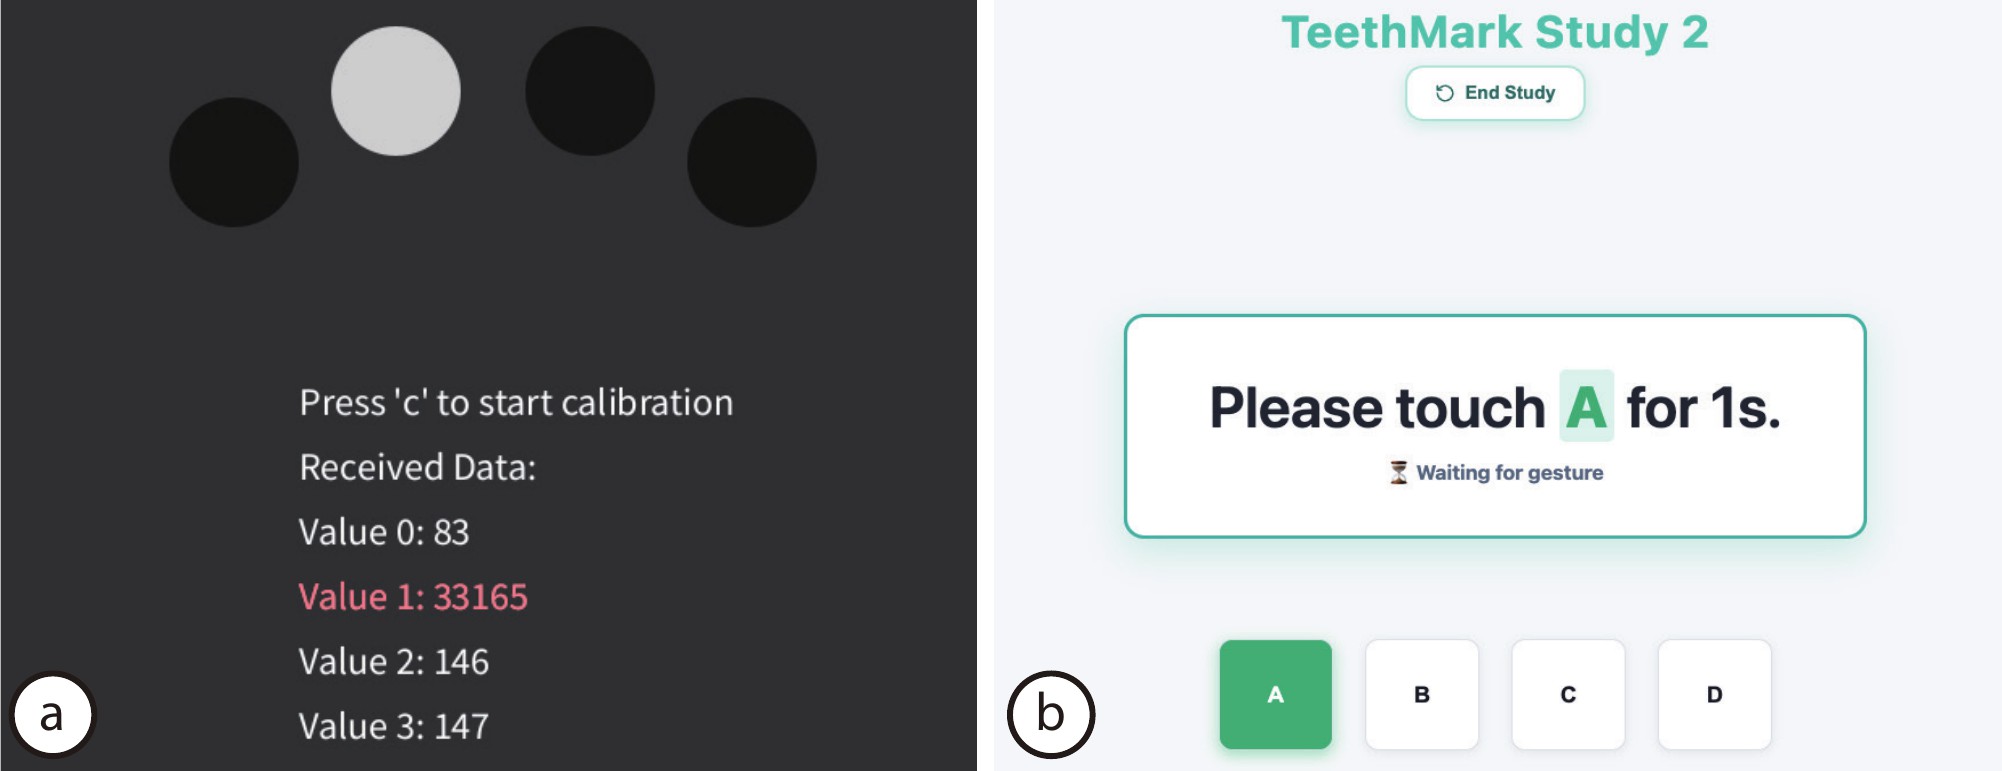 Press 'c' to start calibration
Received Data:
Value 0: 83
Value 1: 33165
Value 2: 146
Value 3: 147
a
TeethMark Study 2
End Study
Please touch A for 1s.
⏳ Waiting for gesture
A B C D
b